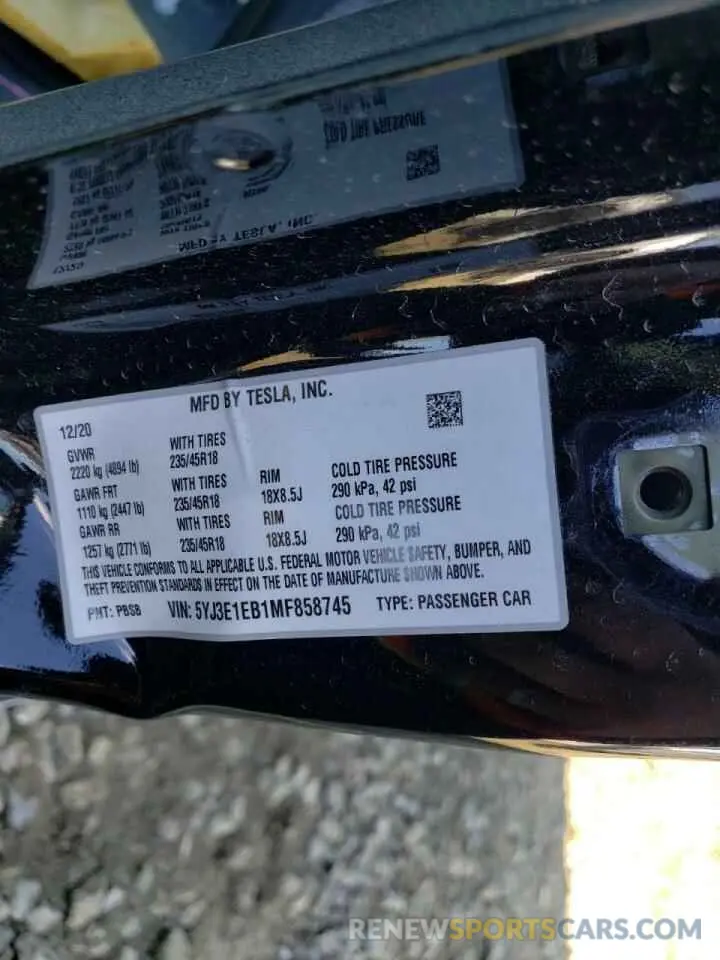 MFD BY TESLA, INC.
12/20
GVWR
2220 kg (4894 lb)
WITH TIRES
235/45R18
GAWR FRT
1110 kg (2447 lb)
WITH TIRES
235/45R18
RIM
18X8.5J
COLD TIRE PRESSURE
290 kPa, 42 psi
GAWR RR
1257 kg (2771 lb)
WITH TIRES
235/45R18
RIM
18X8.5J
COLD TIRE PRESSURE
290 kPa, 42 psi
THIS VEHICLE CONFORMS TO ALL APPLICABLE U.S. FEDERAL MOTOR VEHICLE SAFETY, BUMPER, AND
THEFT PREVENTION STANDARDS IN EFFECT ON THE DATE OF MANUFACTURE SHOWN ABOVE.
PNT: PBSB VIN: 5YJ3E1EB1MF858745 TYPE: PASSENGER CAR
RENEWSPORTSCARS.COM